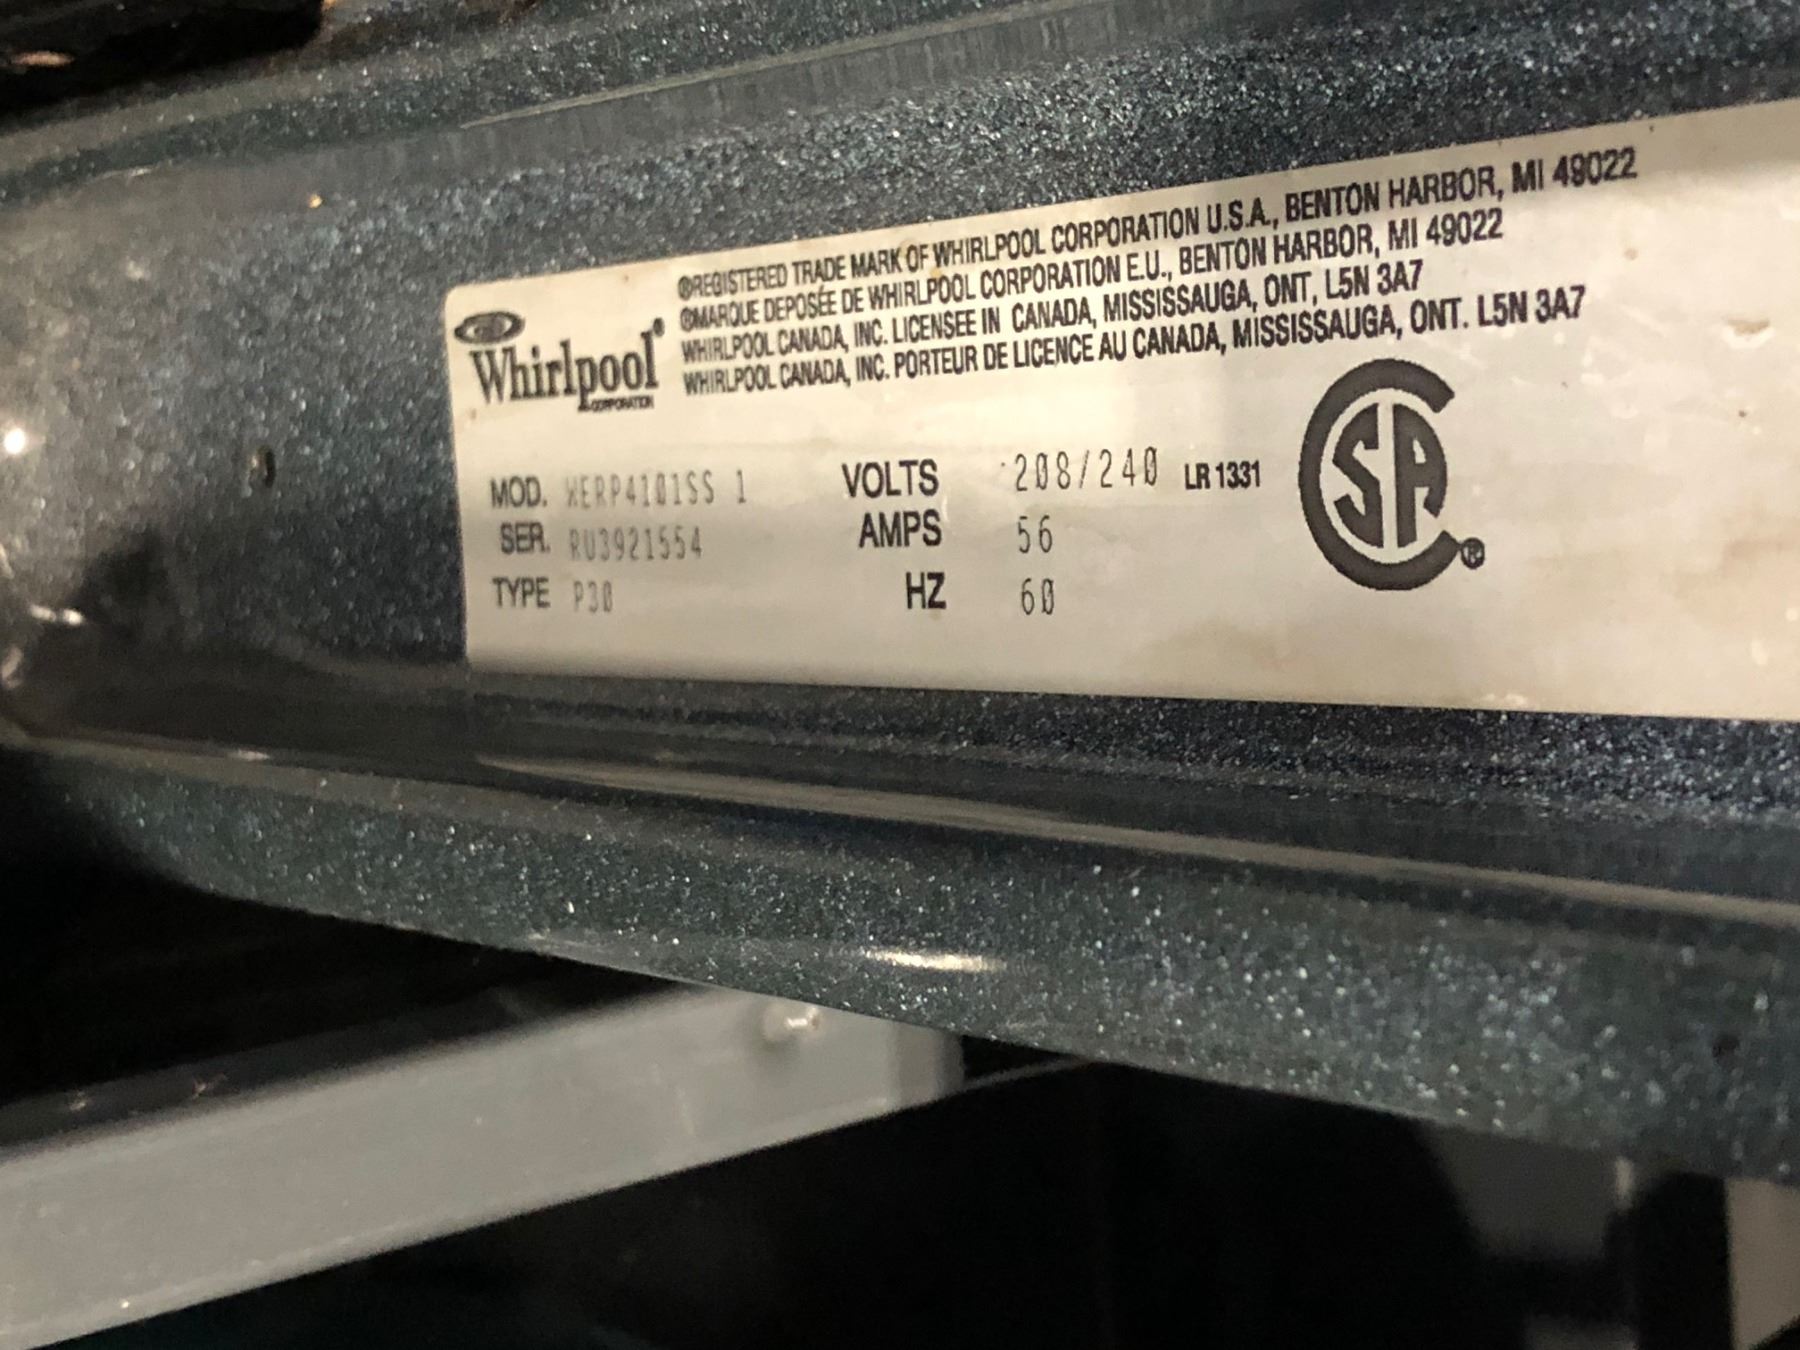 ®REGISTERED TRADE MARK OF WHIRLPOOL CORPORATION U.S.A., BENTON HARBOR, MI 49022
®MARQUE DEPOSÉE DE WHIRLPOOL CORPORATION E.U., BENTON HARBOR, MI 49022
WHIRLPOOL CANADA, INC. LICENSEE IN CANADA, MISSISSAUGA, ONT, L5N 3A7
WHIRLPOOL CANADA, INC. PORTEUR DE LICENCE AU CANADA, MISSISSAUGA, ONT. L5N 3A7
Whirlpool®
CORPORATION
MOD. WERP4101SS 1 VOLTS 208/240 LR 1331
SER. RU3921554 AMPS 56
TYPE P30 HZ 60
CSA®